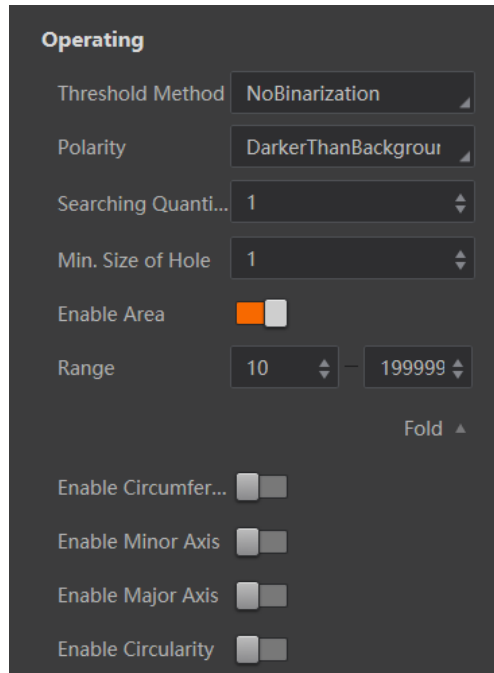 Operating
Threshold Method NoBinarization
Polarity DarkerThanBackgrour
Searching Quanti... 1
Min. Size of Hole 1
Enable Area
Range 10 – 199999
Fold
Enable Circumfer...
Enable Minor Axis
Enable Major Axis
Enable Circularity